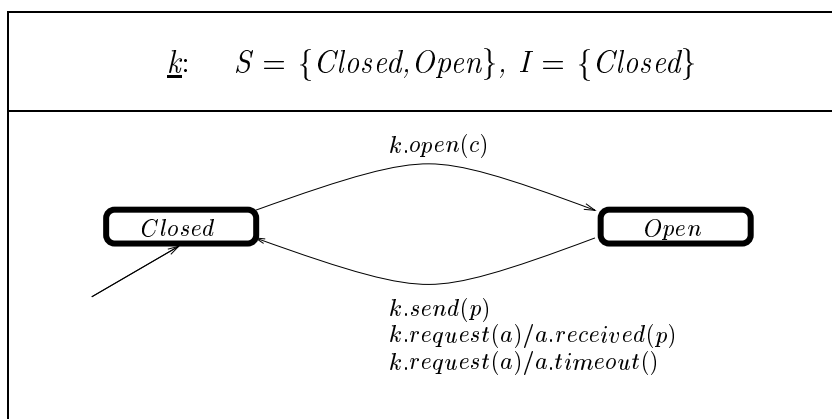 k: S = {Closed,Open}, I = {Closed}
k.open(c)
Closed
Open
k.send(p)
k.request(a)/a.received(p)
k.request(a)/a.timeout()